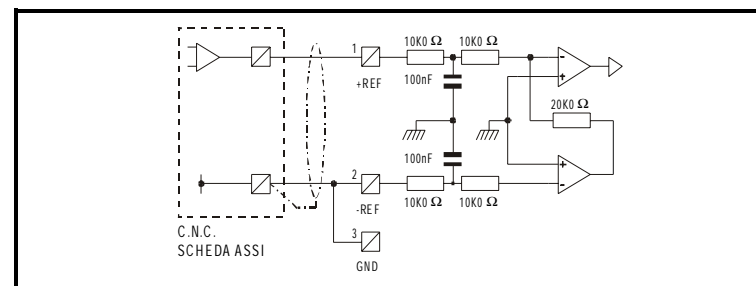 10K0 Ω 10K0 Ω
1
+REF
100nF
-
+
20K0 Ω
100nF
+
-
2
-REF
10K0 Ω 10K0 Ω
3
GND
C.N.C.
SCHEDA ASSI